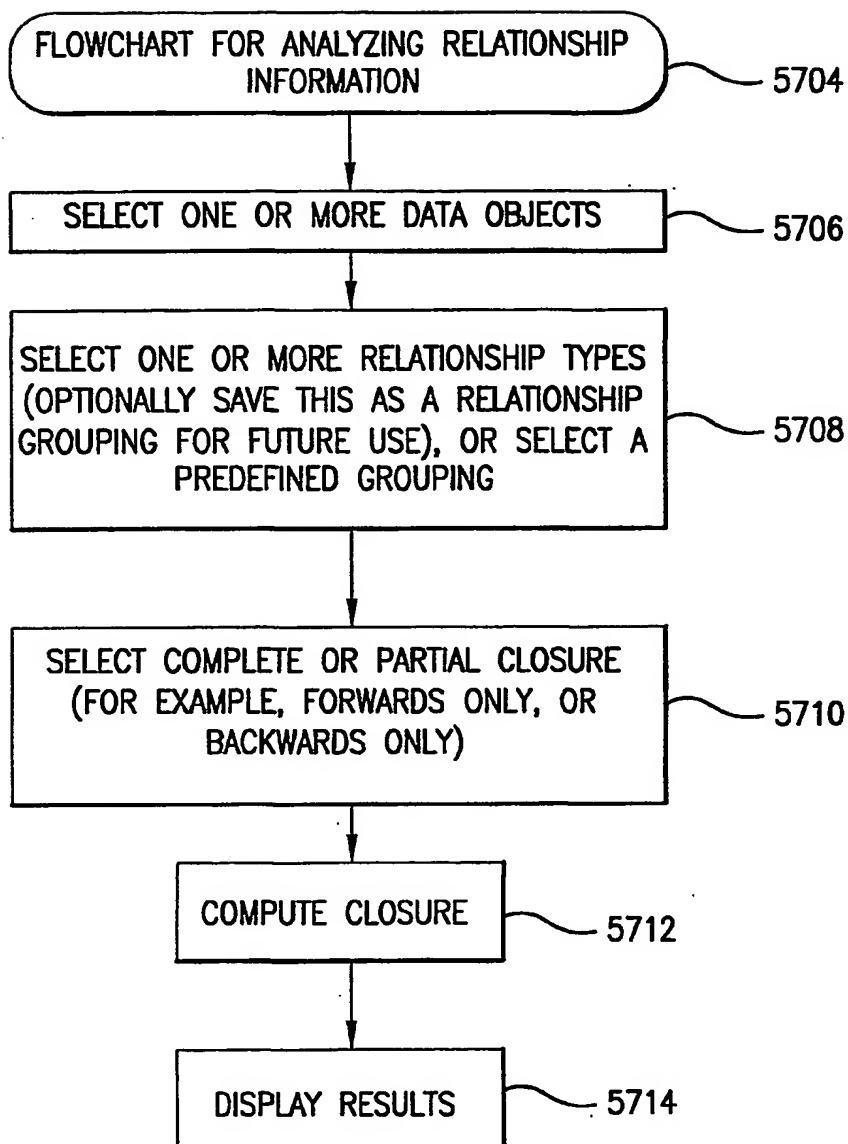 FLOWCHART FOR ANALYZING RELATIONSHIP
INFORMATION
5704
SELECT ONE OR MORE DATA OBJECTS
5706
SELECT ONE OR MORE RELATIONSHIP TYPES
(OPTIONALLY SAVE THIS AS A RELATIONSHIP
GROUPING FOR FUTURE USE), OR SELECT A
PREDEFINED GROUPING
5708
SELECT COMPLETE OR PARTIAL CLOSURE
(FOR EXAMPLE, FORWARDS ONLY, OR
BACKWARDS ONLY)
5710
COMPUTE CLOSURE
5712
DISPLAY RESULTS
5714